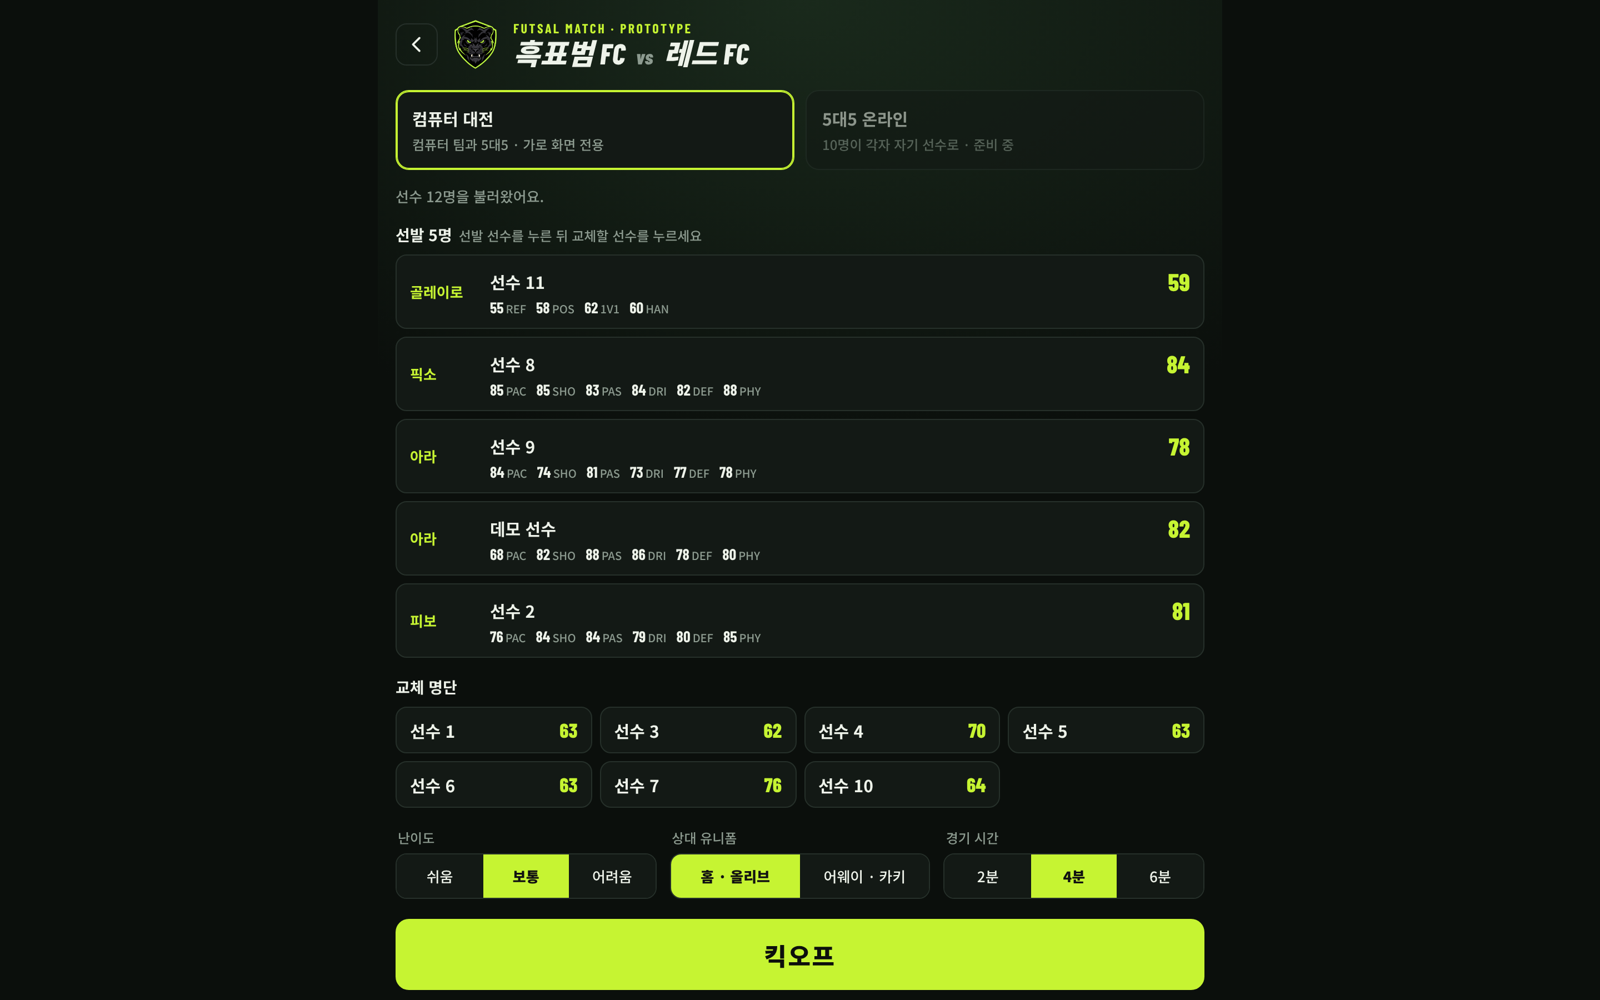 FUTSAL MATCH · PROTOTYPE
흑표범 FC vs 레드 FC
컴퓨터 대전
컴퓨터 팀과 5대5 · 가로 화면 전용
5대5 온라인
10명이 각자 자기 선수로 · 준비 중
선수 12명을 불러왔어요.
선발 5명 선발 선수를 누른 뒤 교체할 선수를 누르세요
골레이로
선수 11
59
55 REF 58 POS 62 1V1 60 HAN
픽소
선수 8
84
85 PAC 85 SHO 83 PAS 84 DRI 82 DEF 88 PHY
아라
선수 9
78
84 PAC 74 SHO 81 PAS 73 DRI 77 DEF 78 PHY
아라
데모 선수
82
68 PAC 82 SHO 88 PAS 86 DRI 78 DEF 80 PHY
피보
선수 2
81
76 PAC 84 SHO 84 PAS 79 DRI 80 DEF 85 PHY
교체 명단
선수 1 63
선수 3 62
선수 4 70
선수 5 63
선수 6 63
선수 7 76
선수 10 64
난이도
쉬움 보통 어려움
상대 유니폼
홈 · 올리브 어웨이 · 카키
경기 시간
2분 4분 6분
킥오프